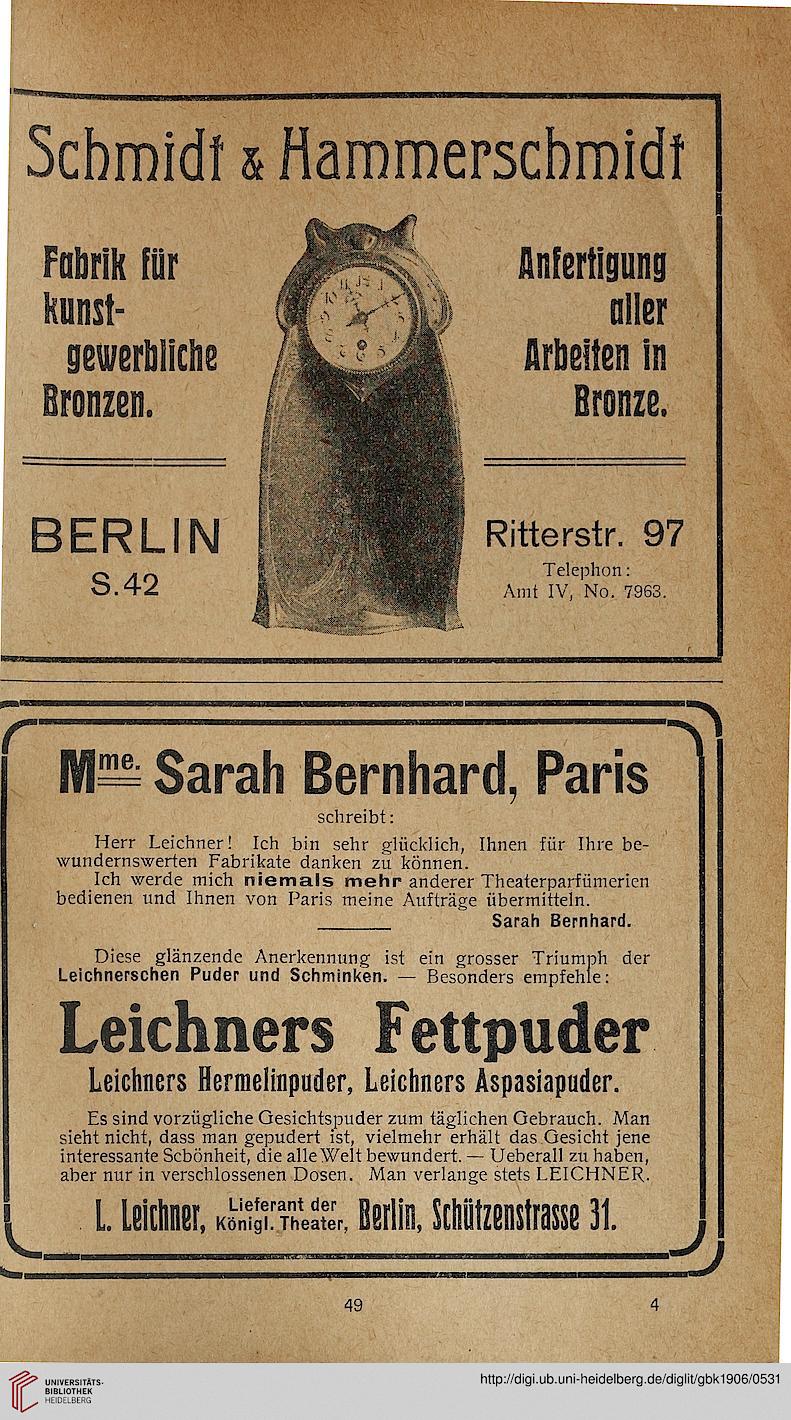 Schmidt & Hammerschmidt
Fabrik für
kunst-
gewerbliche
Bronzen.
Anfertigung
aller
Arbeiten in
Bronze.
BERLIN
S.42
Ritterstr. 97
Telephon:
Amt IV, No. 7963.
Mme. Sarah Bernhard, Paris
schreibt:
Herr Leichner! Ich bin sehr glücklich, Ihnen für Ihre be-
wundernswerten Fabrikate danken zu können.
Ich werde mich niemals mehr anderer Theaterparfümerien
bedienen und Ihnen von Paris meine Aufträge übermitteln.
Sarah Bernhard.
Diese glänzende Anerkennung ist ein grosser Triumph der
Leichnerschen Puder und Schminken. — Besonders empfehle:
Leichners Fettpuder
Leichners Hermelinpuder, Leichners Aspasiapuder.
Es sind vorzügliche Gesichtspuder zum täglichen Gebrauch. Man
sieht nicht, dass man gepudert ist, vielmehr erhält das Gesicht jene
interessante Schönheit, die alle Welt bewundert. — Ueberall zu haben,
aber nur in verschlossenen Dosen. Man verlange stets LEICHNER.
L. Leichner, Lieferant der Königl. Theater, Berlin, Schützenstrasse 31.
49 4
UNIVERSITÄTS-
BIBLIOTHEK
HEIDELBERG
http://digi.ub.uni-heidelberg.de/diglit/gbk1906/0531